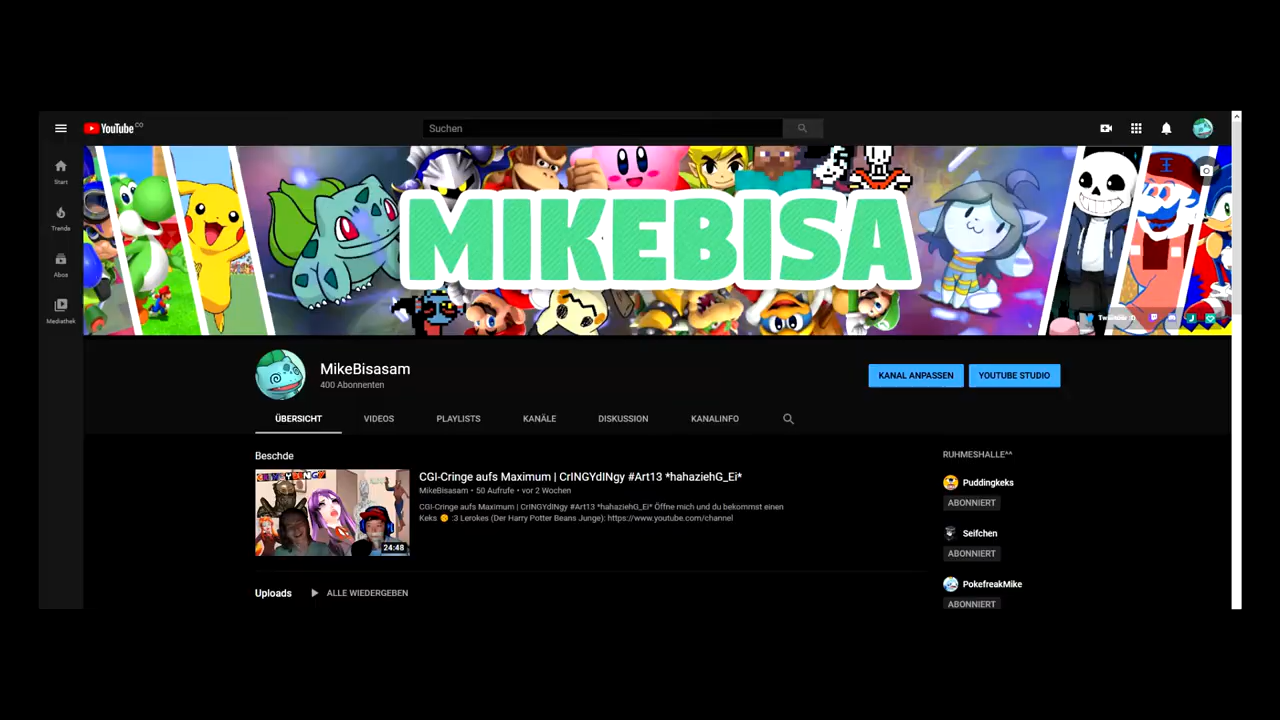 YouTube CO
Suchen
Start
Trends
Abos
Mediathek
MIKEBISA
MikeBisasam
400 Abonnenten
KANAL ANPASSEN
YOUTUBE STUDIO
ÜBERSICHT
VIDEOS
PLAYLISTS
KANÄLE
DISKUSSION
KANALINFO
Beschde
24:48
CGI-Cringe aufs Maximum | CrINGYdINgy #Art13 *hahaziehG_Ei*
MikeBisasam • 50 Aufrufe • vor 2 Wochen
CGI-Cringe aufs Maximum | CrINGYdINgy #Art13 *hahaziehG_Ei* Öffne mich und du bekommst einen
Keks :3 Lerokes (Der Harry Potter Beans Junge): https://www.youtube.com/channel
Uploads
ALLE WIEDERGEBEN
RUHMESHALLE^^
Puddingkeks
ABONNIERT
Seifchen
ABONNIERT
PokefreakMike
ABONNIERT